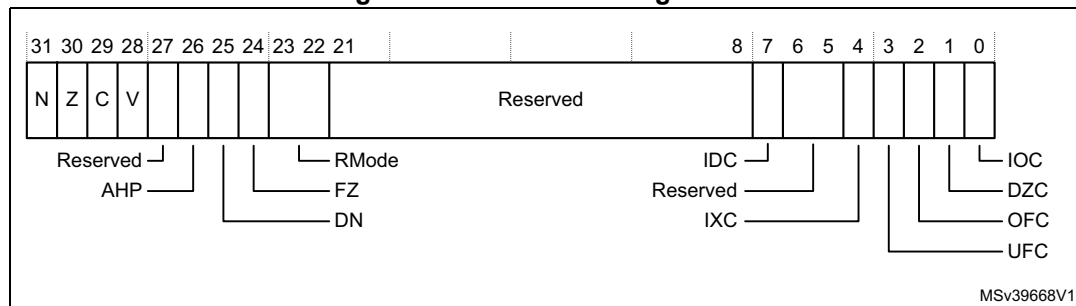 31 30 29 28 27 26 25 24 23 22 21 8 7 6 5 4 3 2 1 0
N Z C V Reserved
Reserved RMode IDC IOC
AHP FZ Reserved DZC
DN IXC OFC
UFC
MSv39668V1